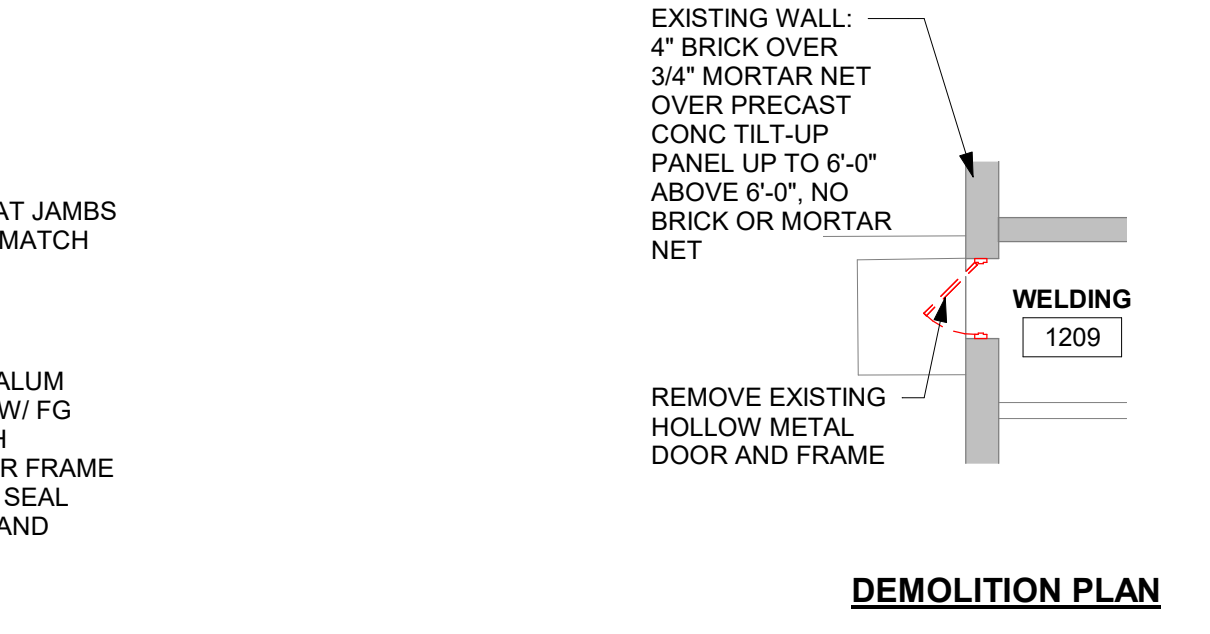 AT JAMBS
MATCH
ALUM
W/ FG
H
R FRAME
SEAL
AND
EXISTING WALL:
4" BRICK OVER
3/4" MORTAR NET
OVER PRECAST
CONC TILT-UP
PANEL UP TO 6'-0"
ABOVE 6'-0", NO
BRICK OR MORTAR
NET
WELDING
1209
REMOVE EXISTING
HOLLOW METAL
DOOR AND FRAME
DEMOLITION PLAN